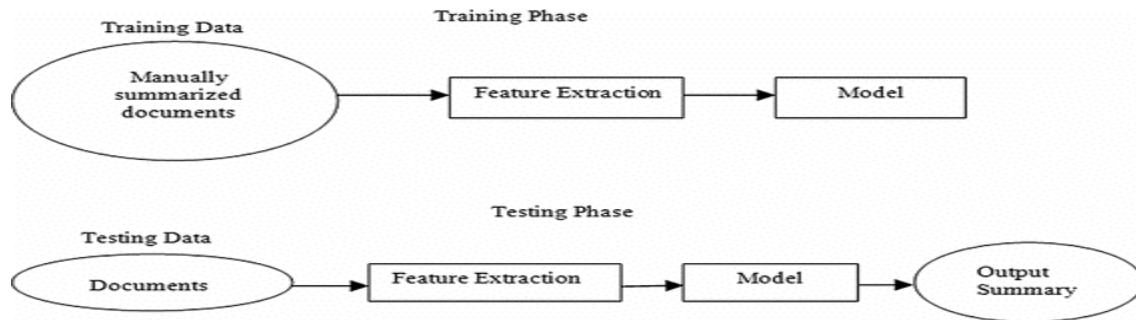 Training Phase
Training Data
Manually
summarized
documents
Feature Extraction
Model
Testing Phase
Testing Data
Documents
Feature Extraction
Model
Output
Summary